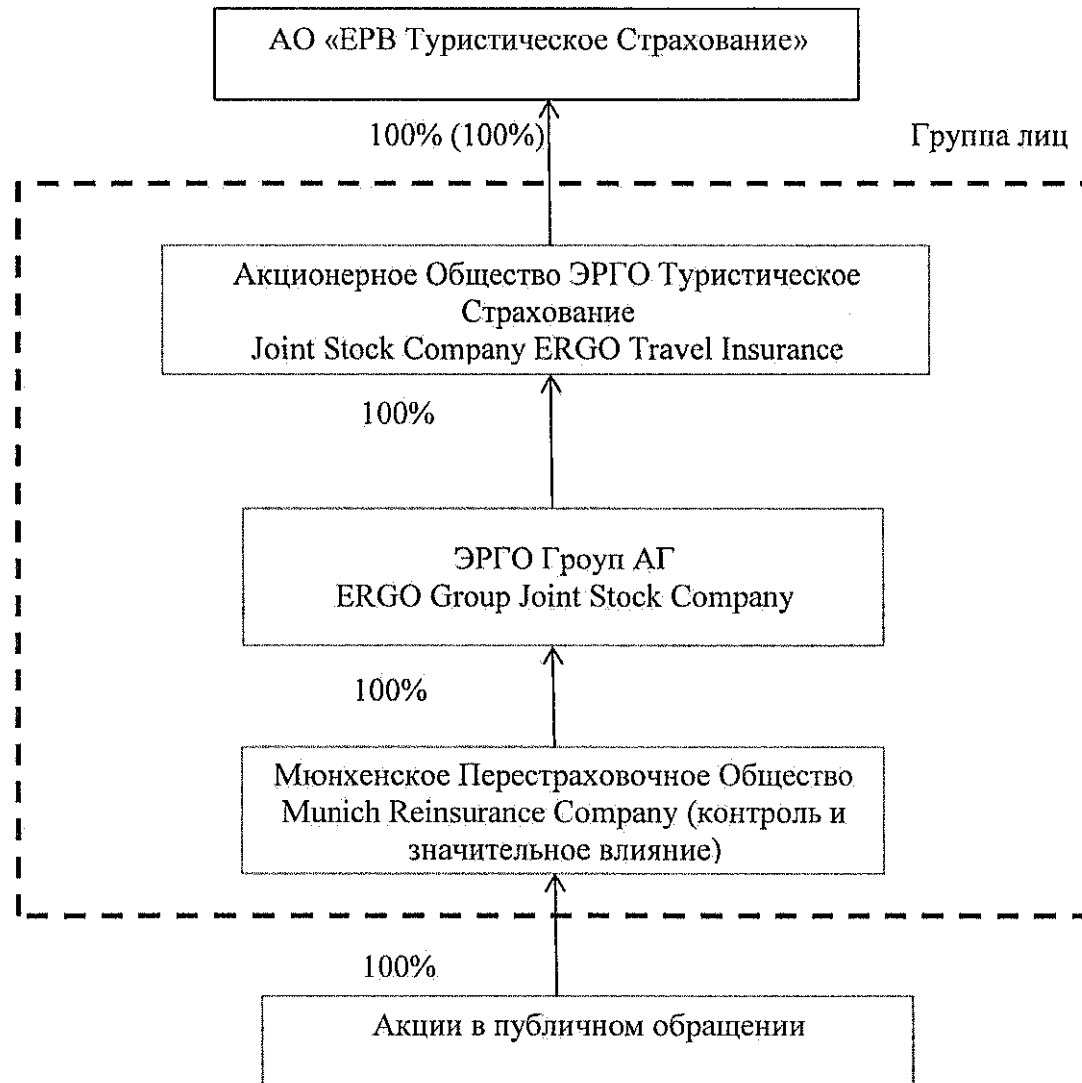 АО «ЕРВ Туристическое Страхование»
100% (100%)
Группа лиц
Акционерное Общество ЭРГО Туристическое
Страхование
Joint Stock Company ERGO Travel Insurance
100%
ЭРГО Гроуп АГ
ERGO Group Joint Stock Company
100%
Мюнхенское Перестраховочное Общество
Munich Reinsurance Company (контроль и
значительное влияние)
100%
Акции в публичном обращении